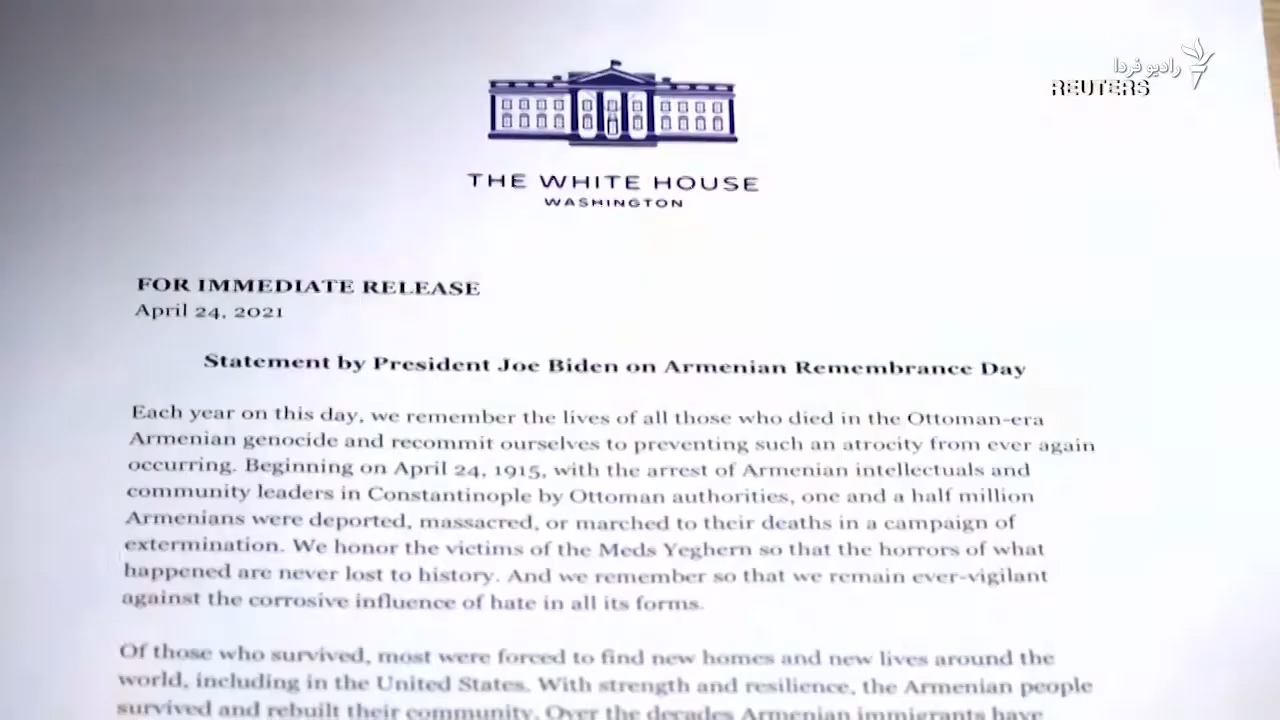 رادیو فردا
REUTERS
THE WHITE HOUSE
WASHINGTON
FOR IMMEDIATE RELEASE
April 24, 2021
Statement by President Joe Biden on Armenian Remembrance Day
Each year on this day, we remember the lives of all those who died in the Ottoman-era
Armenian genocide and recommit ourselves to preventing such an atrocity from ever again
occurring. Beginning on April 24, 1915, with the arrest of Armenian intellectuals and
community leaders in Constantinople by Ottoman authorities, one and a half million
Armenians were deported, massacred, or marched to their deaths in a campaign of
extermination. We honor the victims of the Meds Yeghern so that the horrors of what
happened are never lost to history. And we remember so that we remain ever-vigilant
against the corrosive influence of hate in all its forms.
Of those who survived, most were forced to find new homes and new lives around the
world, including in the United States. With strength and resilience, the Armenian people
survived and rebuilt their community. Over the decades Armenian immigrants have